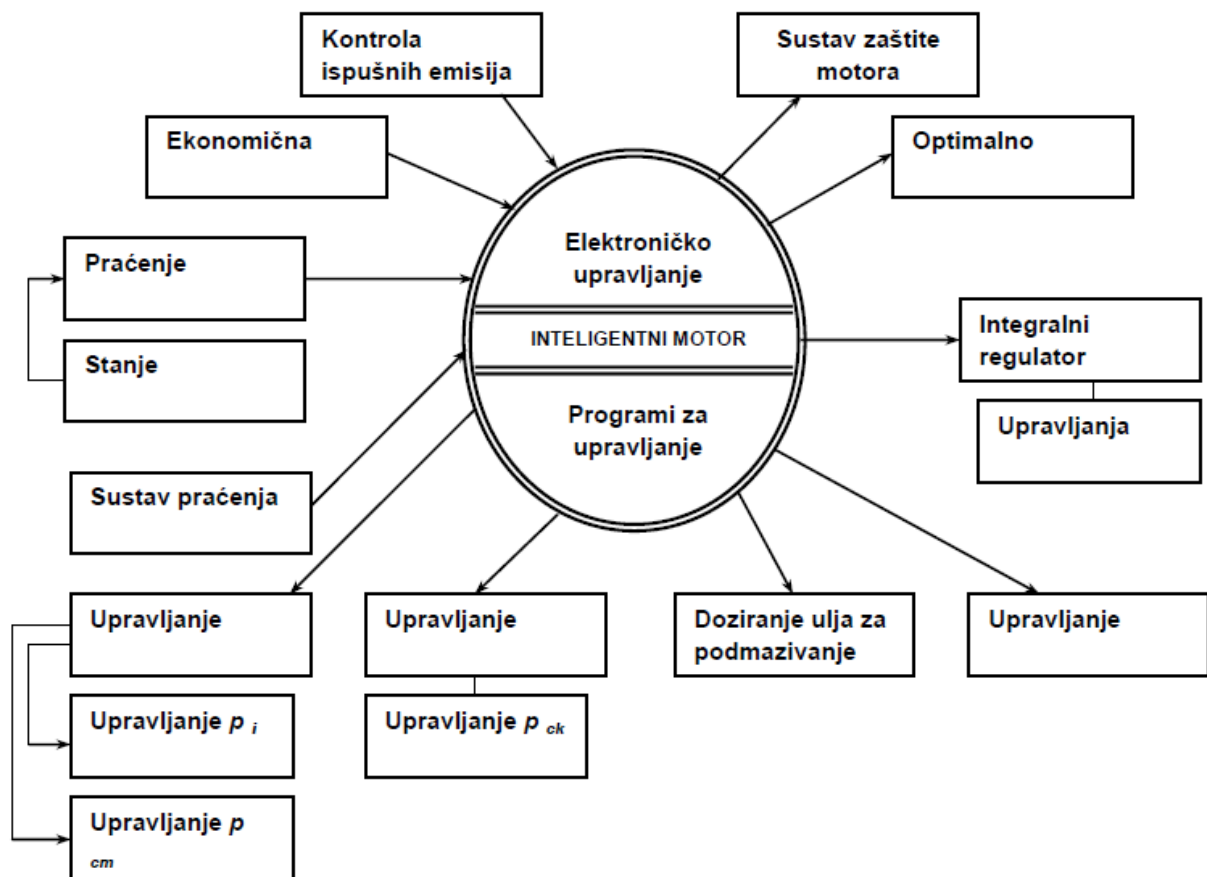 Kontrola
ispušnih emisija
Sustav zaštite
motora
Ekonomična
Optimalno
Elektroničko
upravljanje
Praćenje
INTELIGENTNI MOTOR
Integralni
regulator
Stanje
Programi za
upravljanje
Upravljanja
Sustav praćenja
Upravljanje
Upravljanje
Doziranje ulja za
podmazivanje
Upravljanje
Upravljanje p i
Upravljanje p ck
Upravljanje p
cm